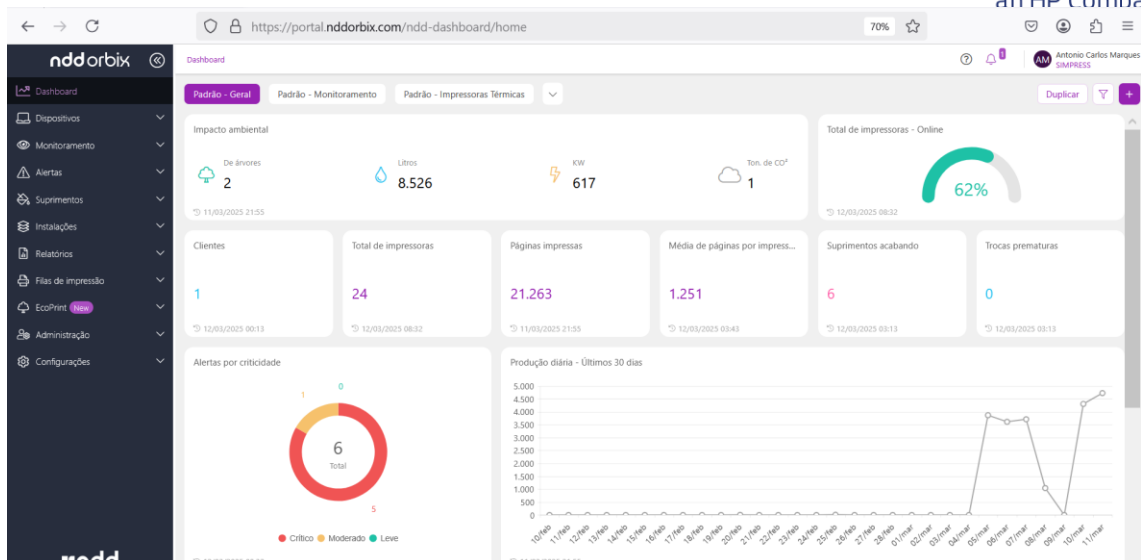 an HP Compa
https://portal.nddorbix.com/ndd-dashboard/home
70%
nddorbix
Dashboard
Antonio Carlos Marques
AM
SIMPRESS
Dashboard
Dispositivos
Monitoramento
Alertas
Suprimentos
Instalações
Relatórios
Filas de impressão
EcoPrint New
Administração
Configurações
ndd
Padrão - Geral
Padrão - Monitoramento
Padrão - Impressoras Térmicas
Duplicar
Impacto ambiental
De árvores
2
Litros
8.526
KW
617
Ton. de CO²
1
11/03/2025 21:55
Total de impressoras - Online
62%
12/03/2025 08:32
Clientes
1
12/03/2025 00:13
Total de impressoras
24
12/03/2025 08:32
Páginas impressas
21.263
11/03/2025 21:55
Média de páginas por impress...
1.251
12/03/2025 03:43
Suprimentos acabando
6
12/03/2025 03:13
Trocas prematuras
0
12/03/2025 03:13
Alertas por criticidade
0
1
6
Total
5
Crítico Moderado Leve
Produção diária - Últimos 30 dias
5.000
4.500
4.000
3.500
3.000
2.500
2.000
1.500
1.000
500
0
10/feb 11/feb 12/feb 13/feb 14/feb 15/feb 16/feb 17/feb 18/feb 19/feb 20/feb 21/feb 22/feb 23/feb 24/feb 25/feb 26/feb 27/feb 28/feb 01/mar 02/mar 03/mar 04/mar 05/mar 06/mar 07/mar 08/mar 09/mar 10/mar 11/mar